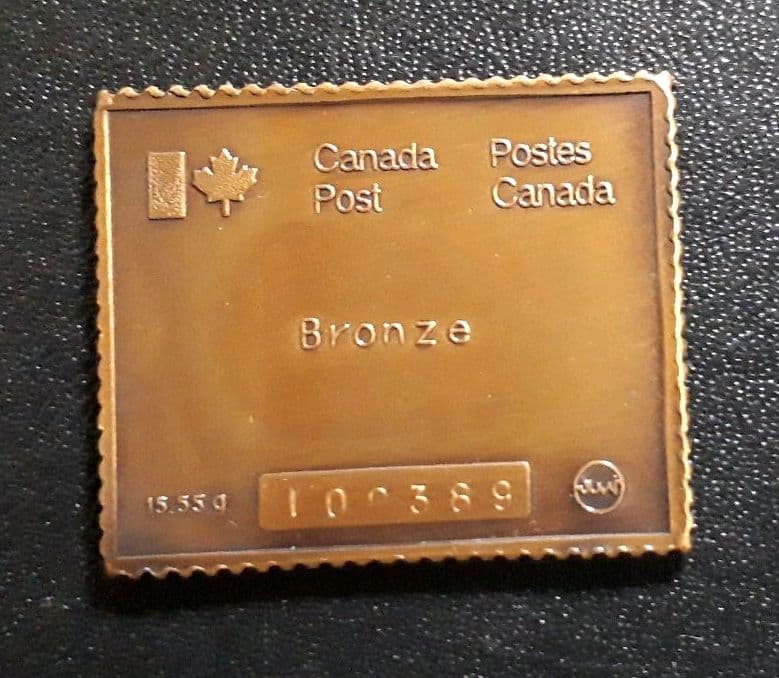 Canada Postes
Post Canada
Bronze
15.55 g